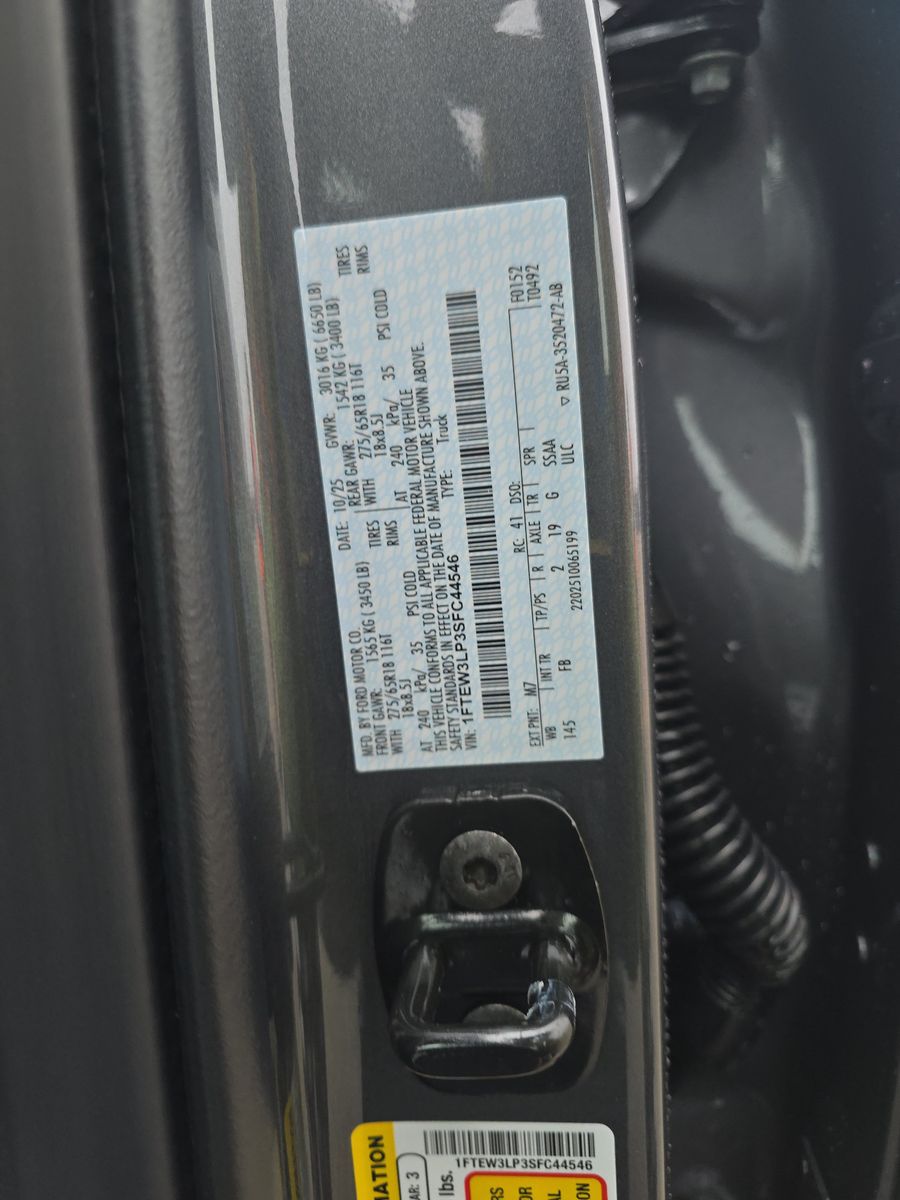 MFD. BY FORD MOTOR CO.
DATE: 10/25 GVWR: 3016 KG ( 6650 LB)
FRONT GAWR: 1565 KG ( 3450 LB)
REAR GAWR: 1542 KG ( 3400 LB)
WITH 275/65R18 116T TIRES
18x8.5J RIMS
WITH 275/65R18 116T TIRES
18x8.5J RIMS
AT 240 kPa/ 35 PSI COLD
AT 240 kPa/ 35 PSI COLD
THIS VEHICLE CONFORMS TO ALL APPLICABLE FEDERAL MOTOR VEHICLE
SAFETY STANDARDS IN EFFECT ON THE DATE OF MANUFACTURE SHOWN ABOVE.
VIN: 1FTEW3LP3SFC44546 TYPE: Truck
EXT PNT: M7 RC: 41 DSO: F0152
WB INT TR TP/PS R AXLE TR SPR T0492
145 FB 2 19 G SSAA
2202510065199 ULC ▽ RU5A-3520472-AB
1FTEW3LP3SFC44546